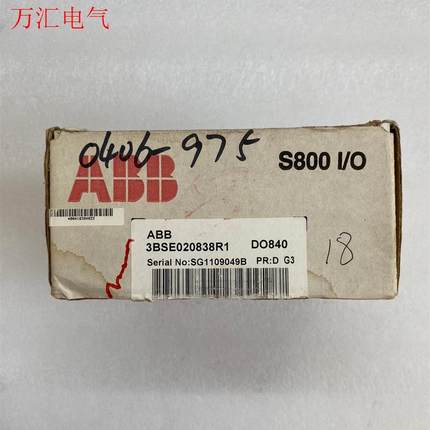 万汇电气
0406-975
ABB
S800 I/O
ABB
3BSE020838R1 DO840
Serial No:SG1109049B PR:D G3
18